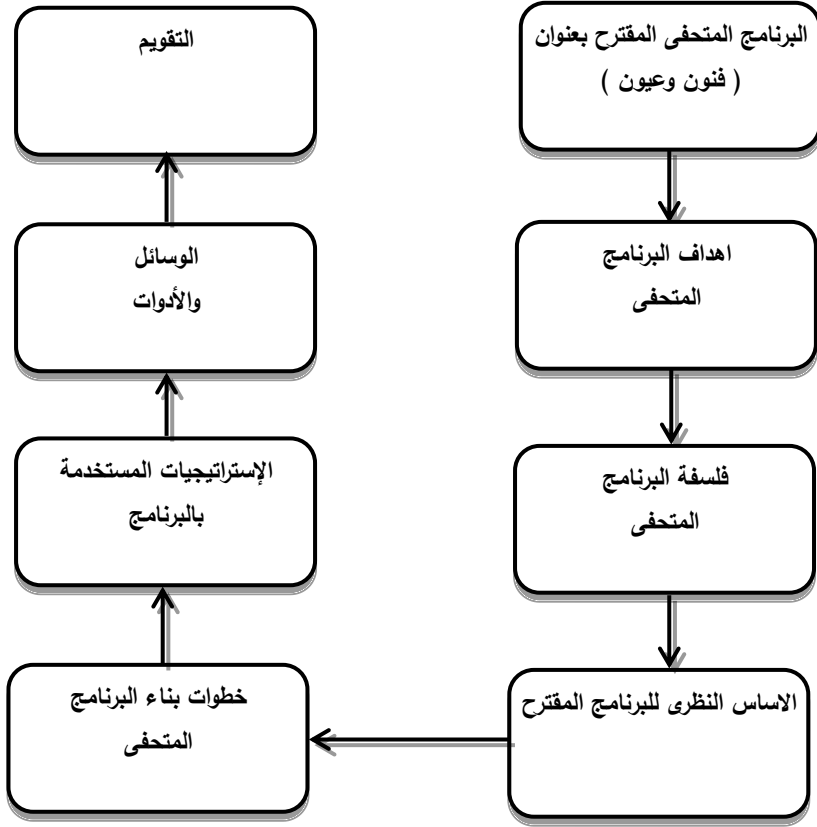 البرنامج المتحفى المقترح بعنوان
( فنون وعيون )
اهداف البرنامج
المتحفى
فلسفة البرنامج
المتحفى
الاساس النظرى للبرنامج المقترح
خطوات بناء البرنامج
المتحفى
الإستراتيجيات المستخدمة
بالبرنامج
الوسائل
والأدوات
التقويم